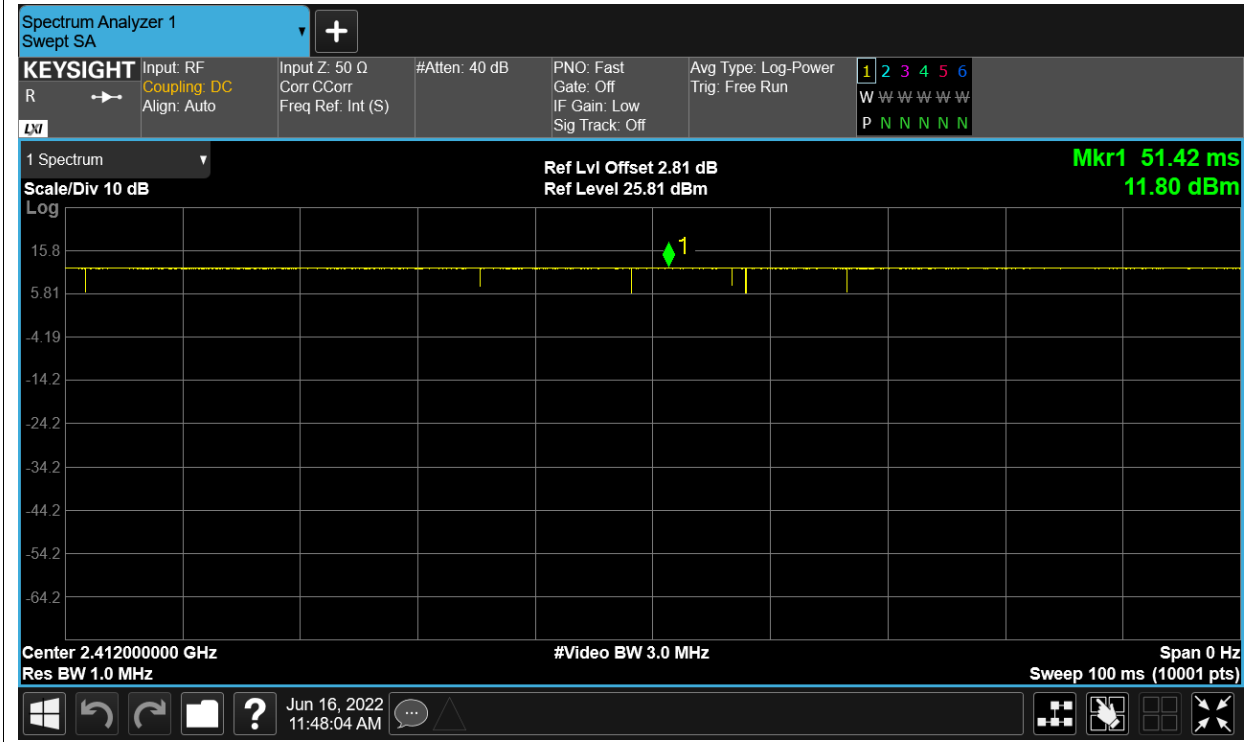 Spectrum Analyzer 1
Swept SA
KEYSIGHT
R
LXI
Input: RF
Coupling: DC
Align: Auto
Input Z: 50 Ω
Corr CCorr
Freq Ref: Int (S)
#Atten: 40 dB
PNO: Fast
Gate: Off
IF Gain: Low
Sig Track: Off
Avg Type: Log-Power
Trig: Free Run
1 2 3 4 5 6
W W W W W W
P N N N N N
1 Spectrum
Scale/Div 10 dB
Ref Lvl Offset 2.81 dB
Ref Level 25.81 dBm
Mkr1 51.42 ms
11.80 dBm
Log
1
15.8
5.81
-4.19
-14.2
-24.2
-34.2
-44.2
-54.2
-64.2
Center 2.412000000 GHz
Res BW 1.0 MHz
#Video BW 3.0 MHz
Span 0 Hz
Sweep 100 ms (10001 pts)
?
Jun 16, 2022
11:48:04 AM